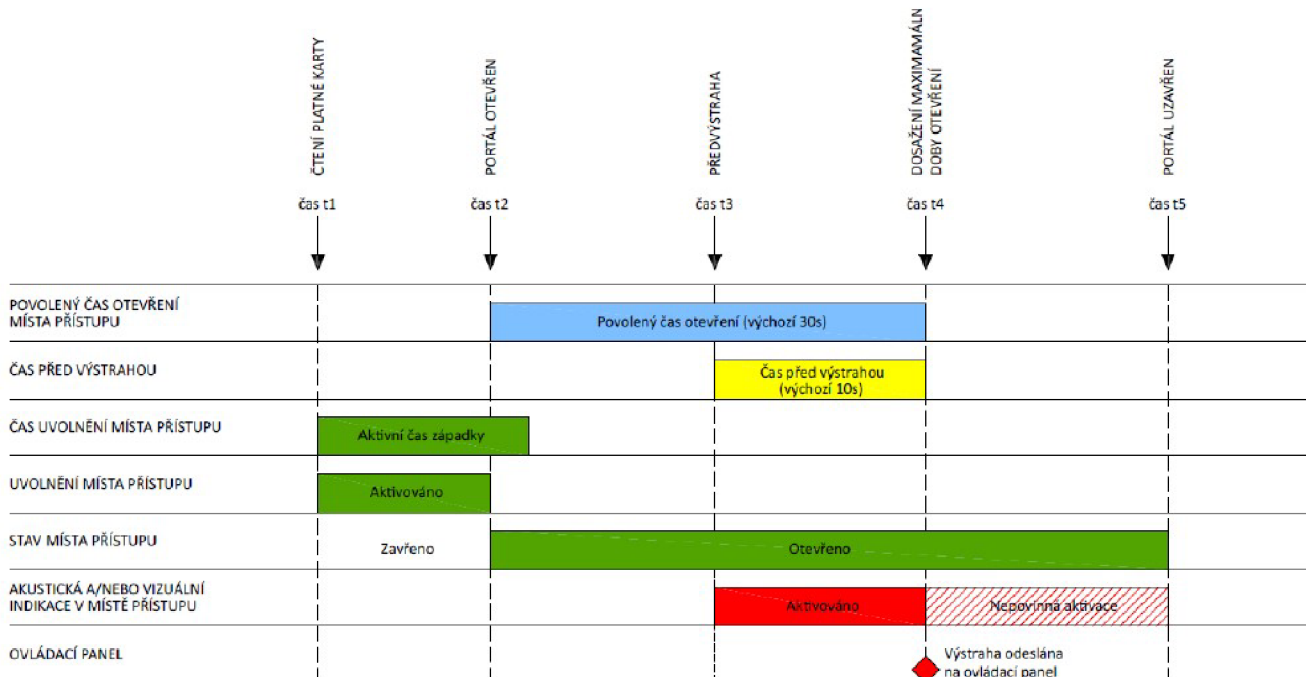 ČTENÍ PLATNÉ KARTY
PORTÁL OTEVŘEN
PŘEDVÝSTRAHA
DOSAŽENÍ MAXIMAMÁLN
DOBY OTEVŘENÍ
PORTÁL UZAVŘEN
čas t1
čas t2
čas t3
čas t4
čas t5
POVOLENÝ ČAS OTEVŘENÍ
MÍSTA PŘÍSTUPU
Povolený čas otevření (výchozí 30s)
ČAS PŘED VÝSTRAHOU
Čas před výstrahou
(výchozí 10s)
ČAS UVOLNĚNÍ MÍSTA PŘÍSTUPU
Aktivní čas západky
UVOLNĚNÍ MÍSTA PŘÍSTUPU
Aktivováno
STAV MÍSTA PŘÍSTUPU
Zavřeno
Otevřeno
AKUSTICKÁ A/NEBO VIZUÁLNÍ
INDIKACE V MÍSTĚ PŘÍSTUPU
Aktivováno
Nepovinná aktivace
OVLÁDACÍ PANEL
Výstraha odeslána
na ovládací panel